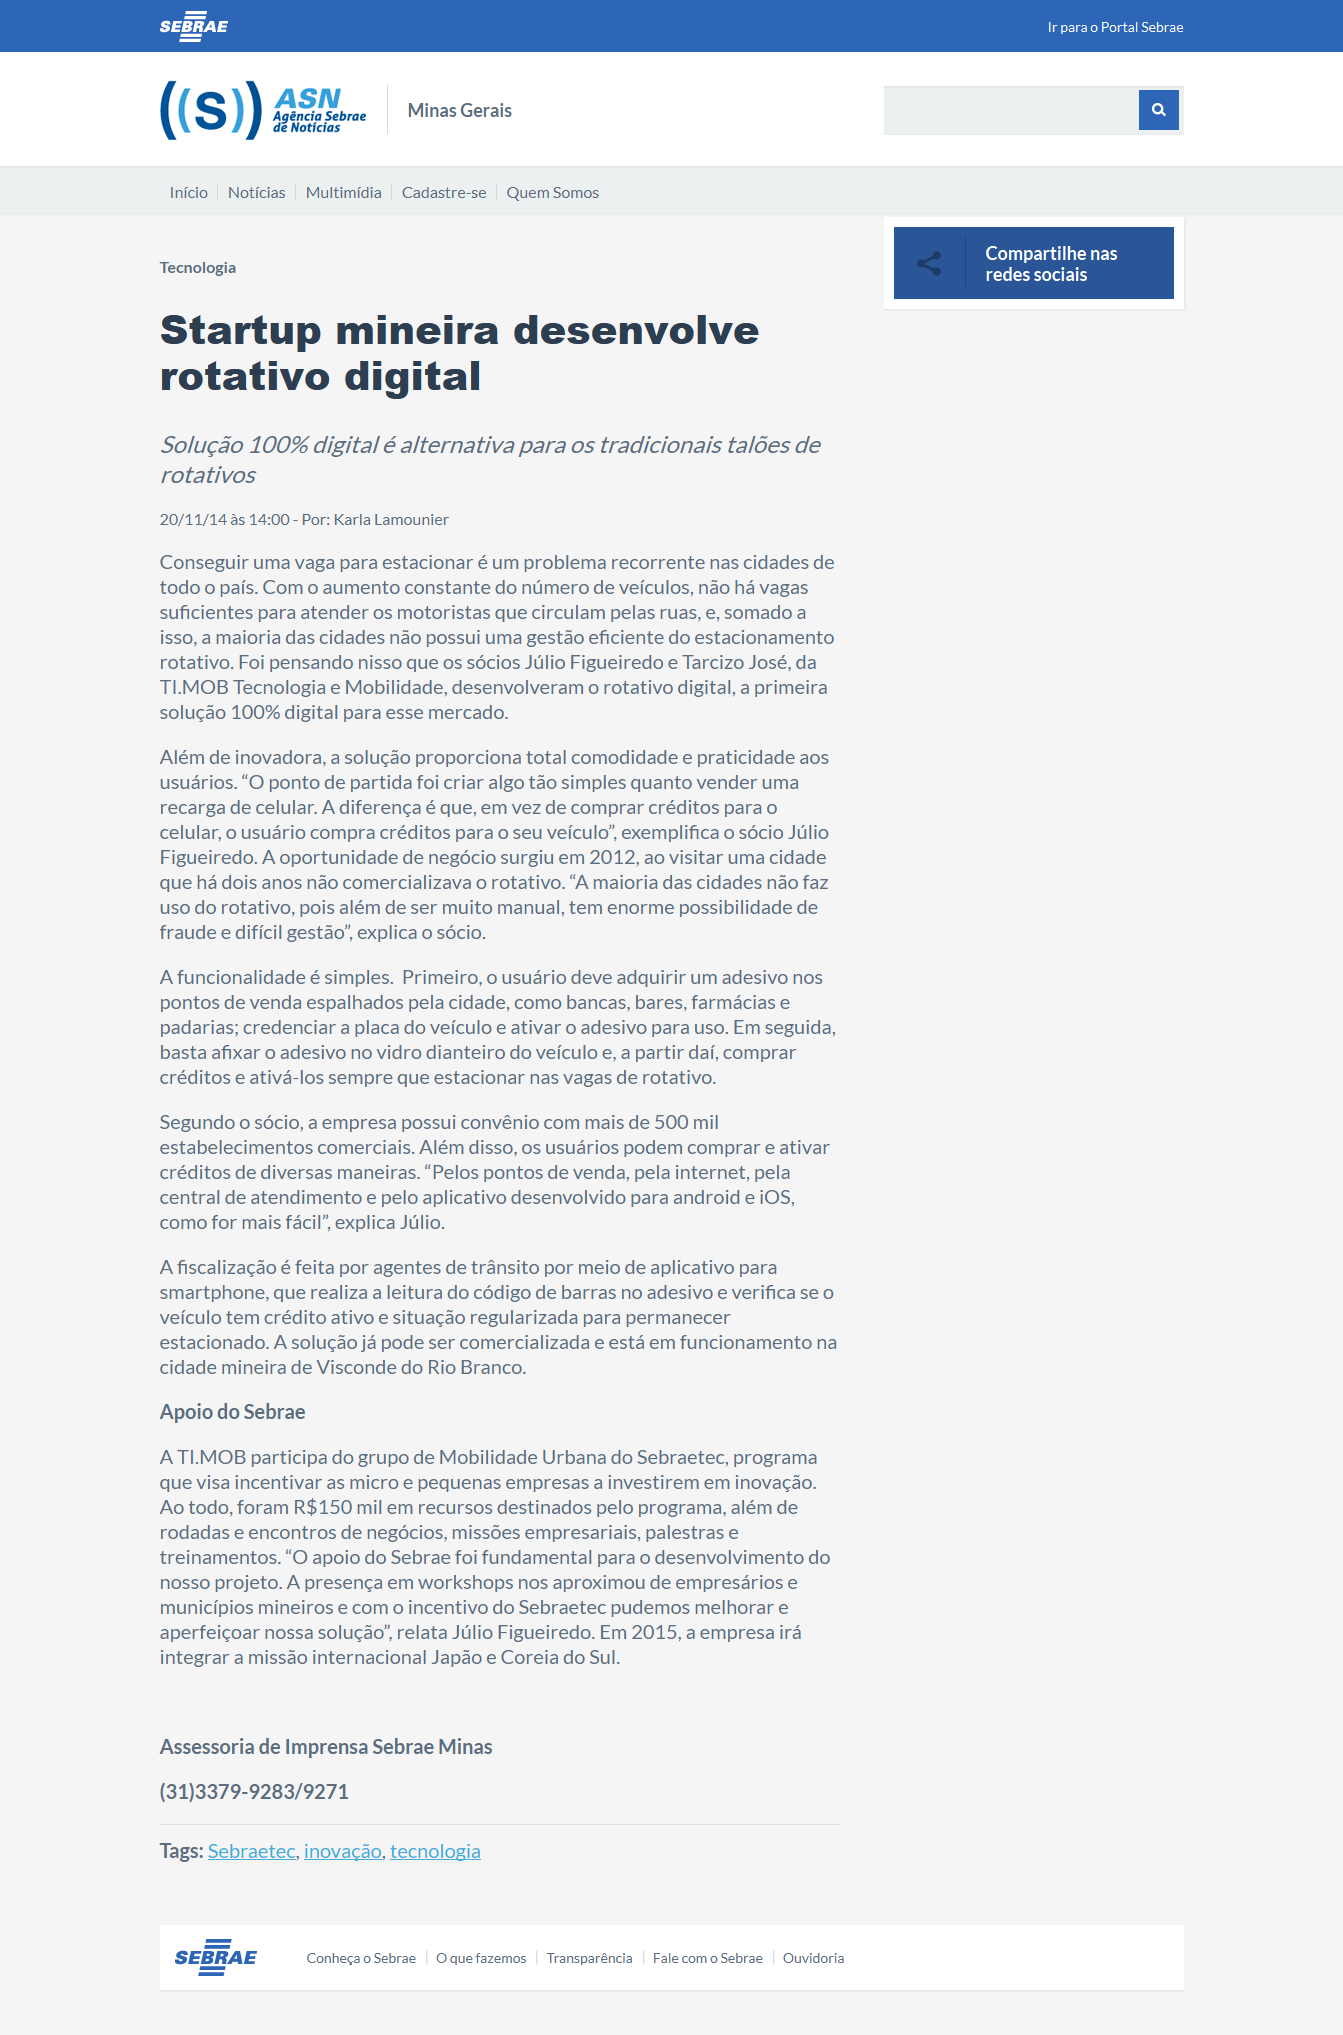 SEBRAE
Ir para o Portal Sebrae
((S)) ASN
Agência Sebrae
de Notícias
Minas Gerais
Início
Notícias
Multimídia
Cadastre-se
Quem Somos
Compartilhe nas
redes sociais
Tecnologia
Startup mineira desenvolve
rotativo digital
Solução 100% digital é alternativa para os tradicionais talões de
rotativos
20/11/14 às 14:00 - Por: Karla Lamounier
Conseguir uma vaga para estacionar é um problema recorrente nas cidades de
todo o país. Com o aumento constante do número de veículos, não há vagas
suficientes para atender os motoristas que circulam pelas ruas, e, somado a
isso, a maioria das cidades não possui uma gestão eficiente do estacionamento
rotativo. Foi pensando nisso que os sócios Júlio Figueiredo e Tarcizo José, da
TI.MOB Tecnologia e Mobilidade, desenvolveram o rotativo digital, a primeira
solução 100% digital para esse mercado.
Além de inovadora, a solução proporciona total comodidade e praticidade aos
usuários. “O ponto de partida foi criar algo tão simples quanto vender uma
recarga de celular. A diferença é que, em vez de comprar créditos para o
celular, o usuário compra créditos para o seu veículo”, exemplifica o sócio Júlio
Figueiredo. A oportunidade de negócio surgiu em 2012, ao visitar uma cidade
que há dois anos não comercializava o rotativo. “A maioria das cidades não faz
uso do rotativo, pois além de ser muito manual, tem enorme possibilidade de
fraude e difícil gestão”, explica o sócio.
A funcionalidade é simples.  Primeiro, o usuário deve adquirir um adesivo nos
pontos de venda espalhados pela cidade, como bancas, bares, farmácias e
padarias; credenciar a placa do veículo e ativar o adesivo para uso. Em seguida,
basta afixar o adesivo no vidro dianteiro do veículo e, a partir daí, comprar
créditos e ativá-los sempre que estacionar nas vagas de rotativo.
Segundo o sócio, a empresa possui convênio com mais de 500 mil
estabelecimentos comerciais. Além disso, os usuários podem comprar e ativar
créditos de diversas maneiras. “Pelos pontos de venda, pela internet, pela
central de atendimento e pelo aplicativo desenvolvido para android e iOS,
como for mais fácil”, explica Júlio.
A fiscalização é feita por agentes de trânsito por meio de aplicativo para
smartphone, que realiza a leitura do código de barras no adesivo e verifica se o
veículo tem crédito ativo e situação regularizada para permanecer
estacionado. A solução já pode ser comercializada e está em funcionamento na
cidade mineira de Visconde do Rio Branco.
Apoio do Sebrae
A TI.MOB participa do grupo de Mobilidade Urbana do Sebraetec, programa
que visa incentivar as micro e pequenas empresas a investirem em inovação.
Ao todo, foram R$150 mil em recursos destinados pelo programa, além de
rodadas e encontros de negócios, missões empresariais, palestras e
treinamentos. “O apoio do Sebrae foi fundamental para o desenvolvimento do
nosso projeto. A presença em workshops nos aproximou de empresários e
municípios mineiros e com o incentivo do Sebraetec pudemos melhorar e
aperfeiçoar nossa solução”, relata Júlio Figueiredo. Em 2015, a empresa irá
integrar a missão internacional Japão e Coreia do Sul.
Assessoria de Imprensa Sebrae Minas
(31)3379-9283/9271
Tags: Sebraetec, inovação, tecnologia
SEBRAE
Conheça o Sebrae
O que fazemos
Transparência
Fale com o Sebrae
Ouvidoria